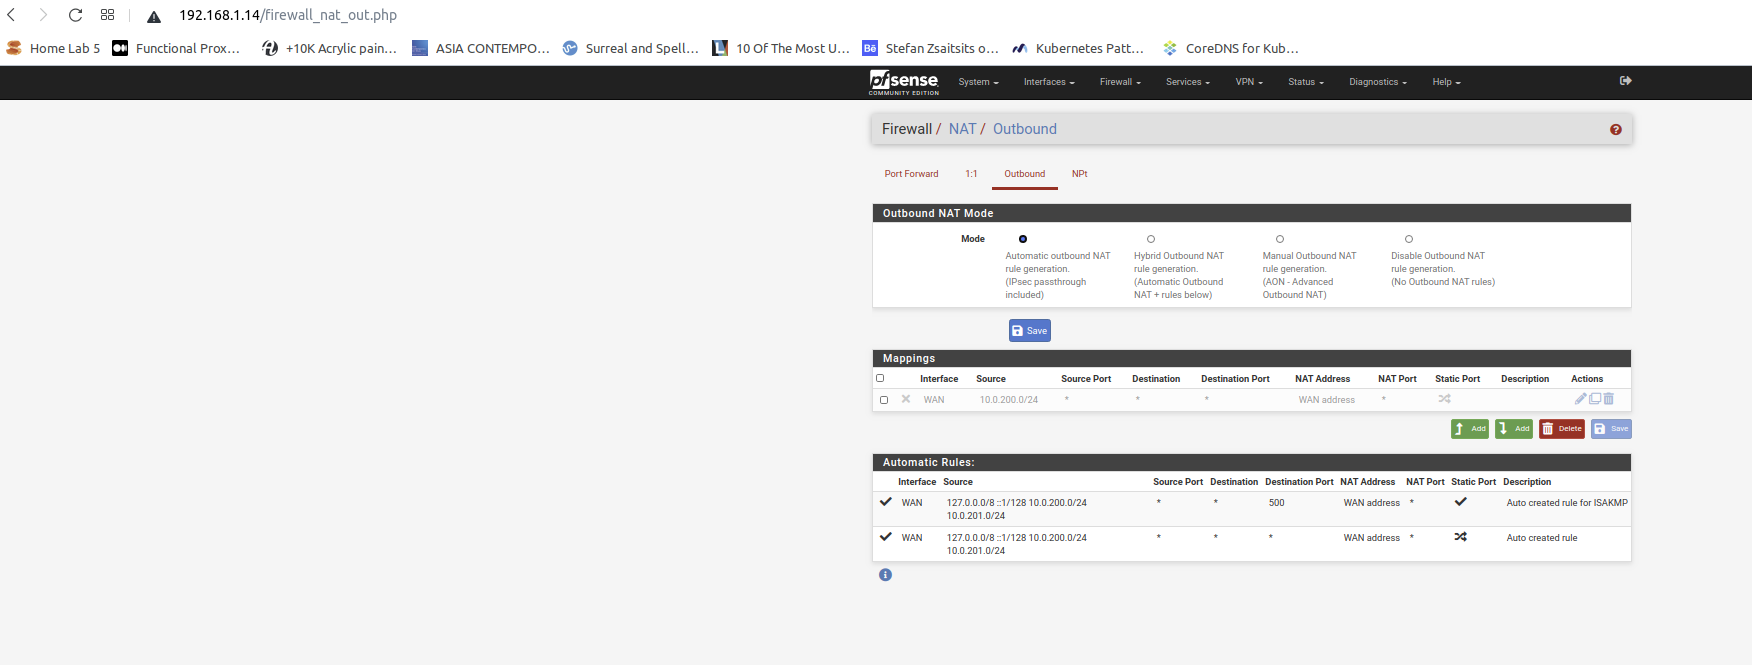 192.168.1.14/firewall_nat_out.php
Home Lab 5 Functional Prox... +10K Acrylic pain... ASIA CONTEMPO... Surreal and Spell... 10 Of The Most U... Bē Stefan Zsaitsits o... Kubernetes Patt... CoreDNS for Kub...
pfsense System Interfaces Firewall Services VPN Status Diagnostics Help
COMMUNITY EDITION
Firewall / NAT / Outbound ?
Port Forward 1:1 Outbound NPt
Outbound NAT Mode
Mode
Automatic outbound NAT Hybrid Outbound NAT Manual Outbound NAT Disable Outbound NAT
rule generation. rule generation. rule generation. rule generation.
(IPsec passthrough (Automatic Outbound (AON - Advanced (No Outbound NAT rules)
included) NAT + rules below) Outbound NAT)
Save
Mappings
Interface Source Source Port Destination Destination Port NAT Address NAT Port Static Port Description Actions
WAN 10.0.200.0/24 * * * WAN address *
Add Add Delete Save
Automatic Rules:
Interface Source Source Port Destination Destination Port NAT Address NAT Port Static Port Description
WAN 127.0.0.0/8 ::1/128 10.0.200.0/24 * * 500 WAN address * Auto created rule for ISAKMP
10.0.201.0/24
WAN 127.0.0.0/8 ::1/128 10.0.200.0/24 * * * WAN address * Auto created rule
10.0.201.0/24
i